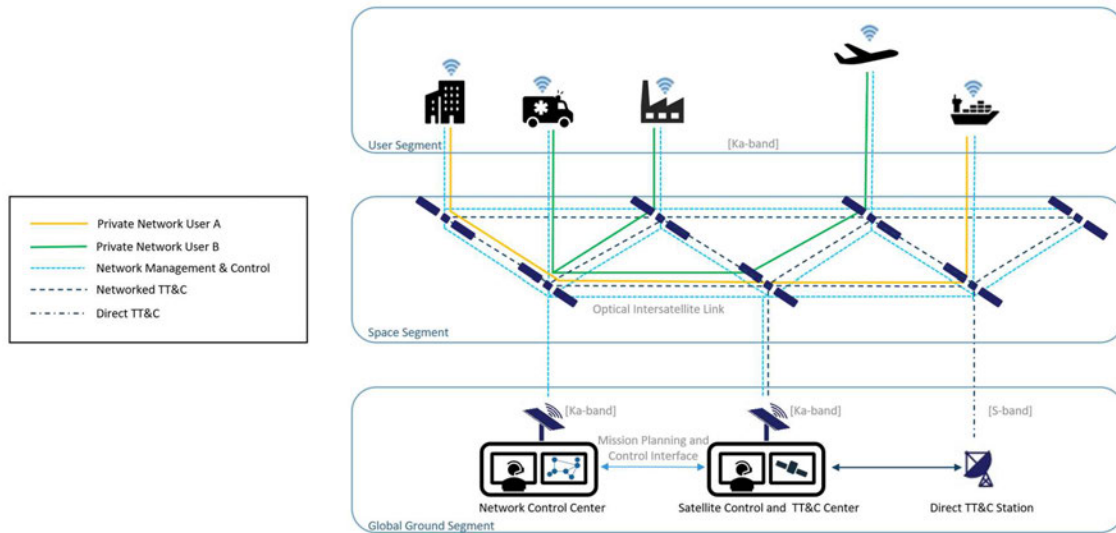 User Segment
[Ka-band]
Private Network User A
Private Network User B
Network Management & Control
Networked TT&C
Direct TT&C
Optical Intersatellite Link
Space Segment
[Ka-band]
[Ka-band]
[S-band]
Mission Planning and
Control Interface
Network Control Center
Satellite Control and TT&C Center
Direct TT&C Station
Global Ground Segment